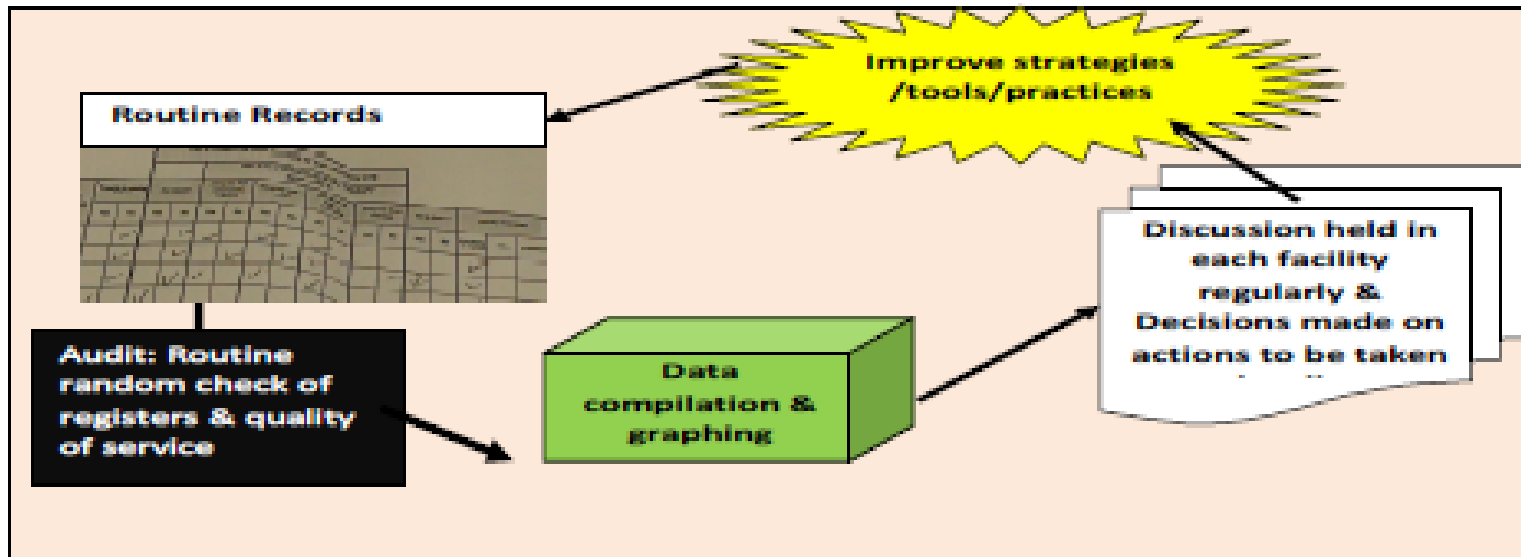 Improve strategies
/tools/practices
Routine Records
Discussion held in
each facility
regularly &
Decisions made on
actions to be taken
Audit: Routine
random check of
registers & quality
of service
Data
compilation &
graphing